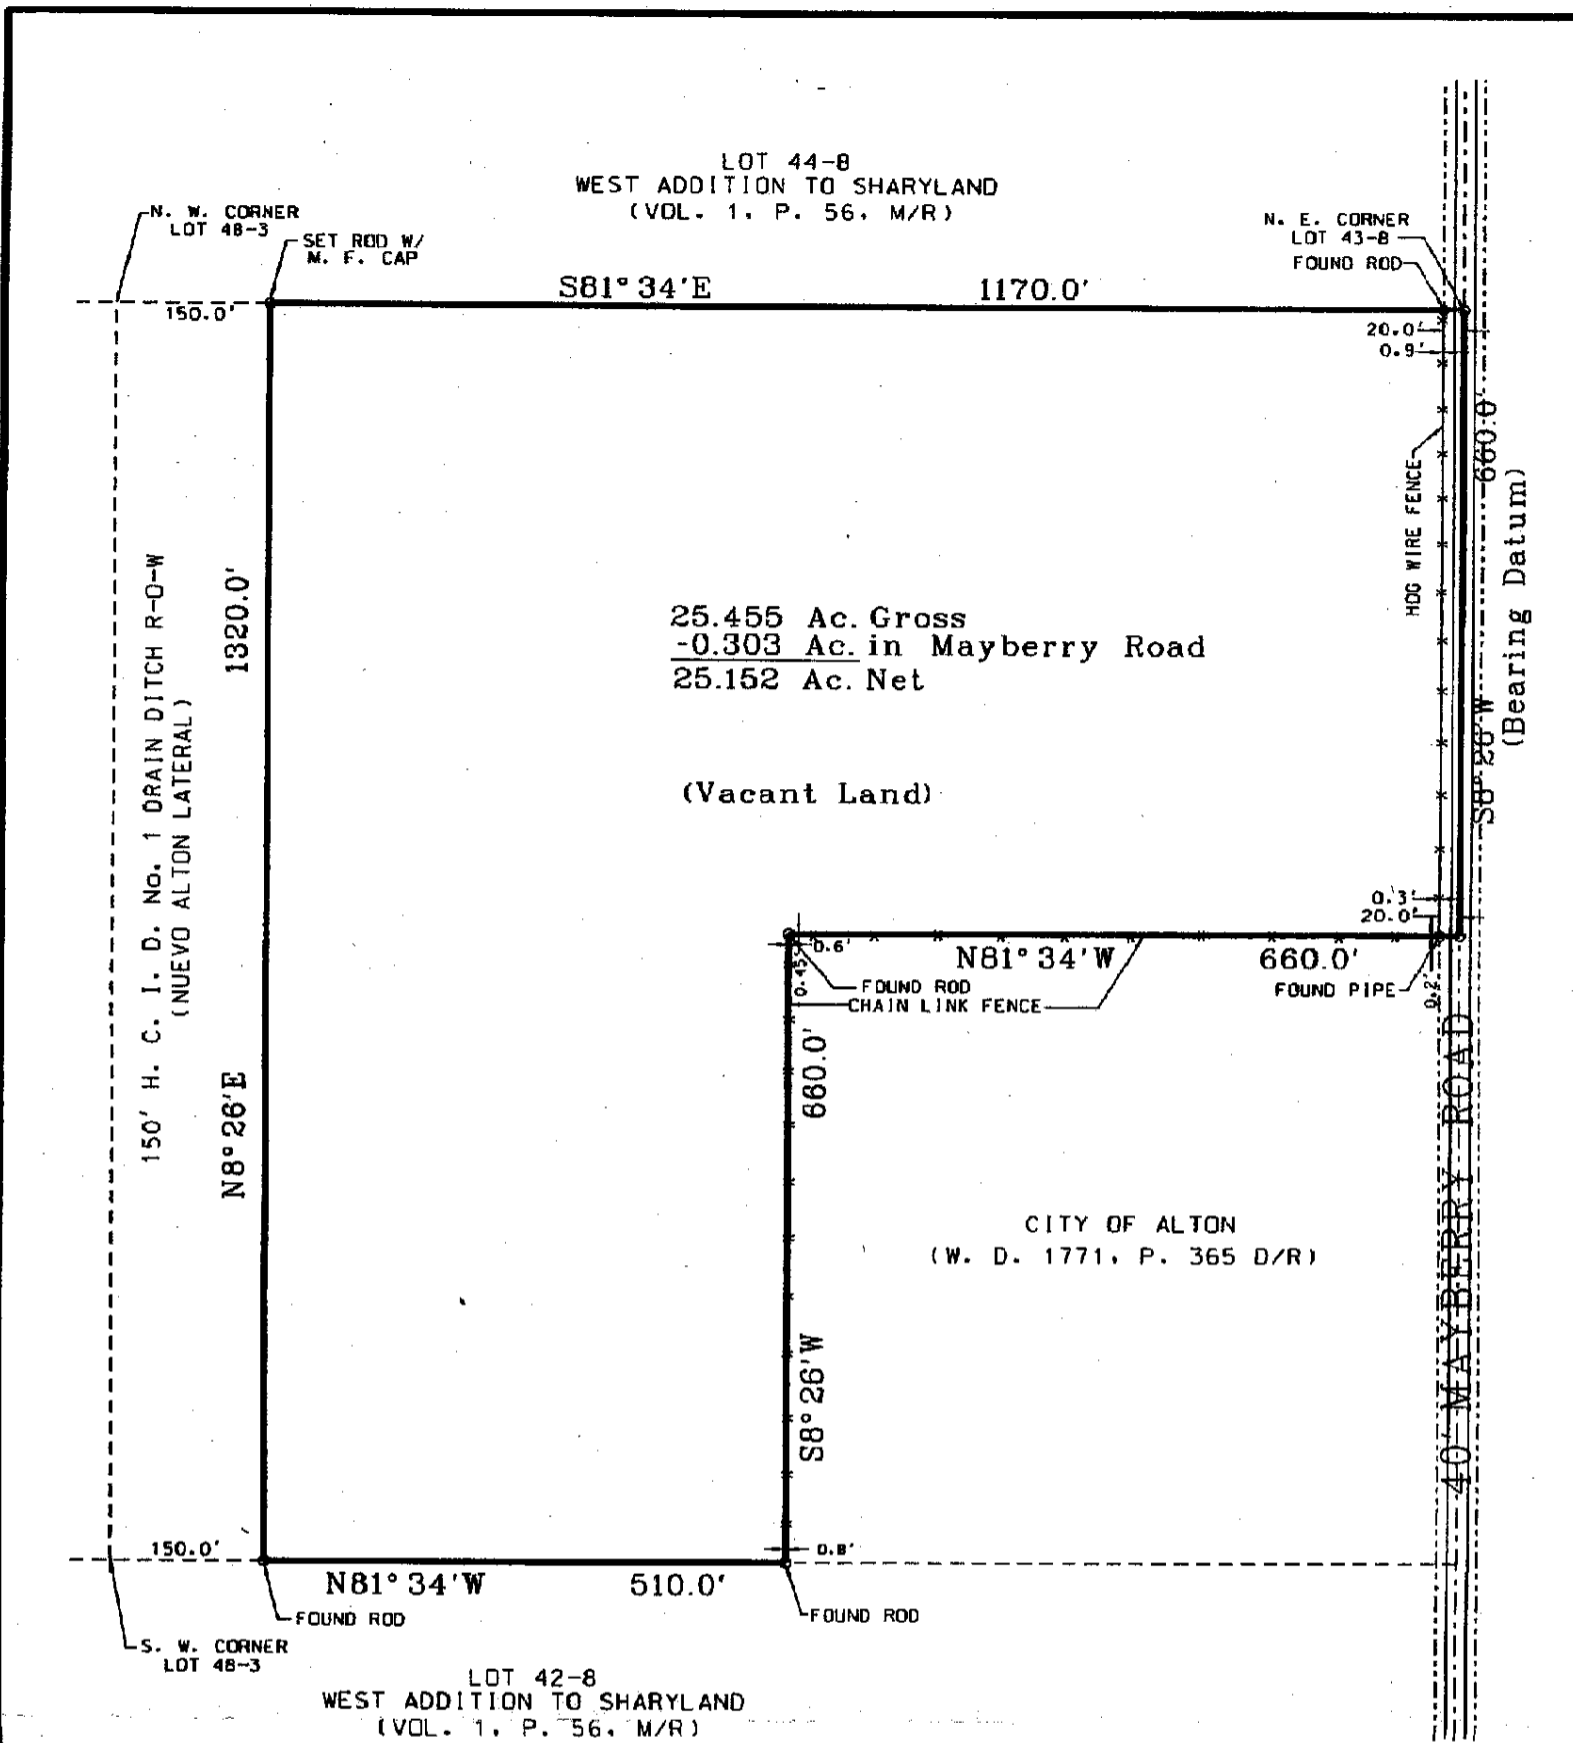 LOT 44-8
WEST ADDITION TO SHARYLAND
(VOL. 1, P. 56, M/R)
N. W. CORNER
LOT 48-3
SET ROD W/
M. F. CAP
N. E. CORNER
LOT 43-8
FOUND ROD
150.0'
S81°34'E
1170.0'
20.0'
0.9'
660.0'
S8°26'W
(Bearing Datum)
HOG WIRE FENCE
150' H. C. I. D. No. 1 DRAIN DITCH R-O-W
(NUEVO ALTON LATERAL)
1320.0'
N8°26'E
25.455 Ac. Gross
-0.303 Ac. in Mayberry Road
25.152 Ac. Net
(Vacant Land)
0.3'
20.0'
0.6'
0.45'
N81°34'W
660.0'
FOUND ROD
CHAIN LINK FENCE
FOUND PIPE
0.2'
660.0'
S8°26'W
CITY OF ALTON
(W. D. 1771, P. 365 D/R)
40' MAYBERRY ROAD
150.0'
0.8'
N81°34'W
510.0'
FOUND ROD
FOUND ROD
S. W. CORNER
LOT 48-3
LOT 42-8
WEST ADDITION TO SHARYLAND
(VOL. 1, P. 56, M/R)